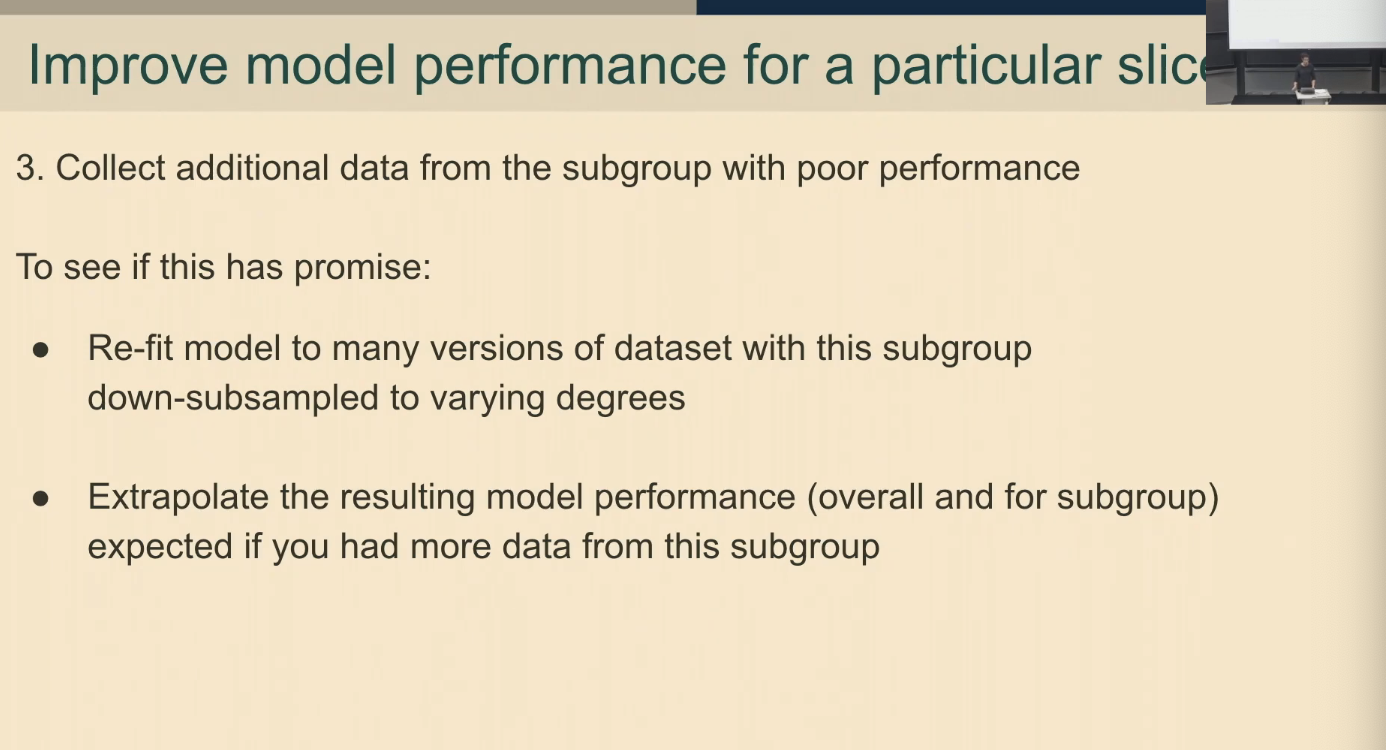 Improve model performance for a particular slice
3. Collect additional data from the subgroup with poor performance
To see if this has promise:
● Re-fit model to many versions of dataset with this subgroup
down-subsampled to varying degrees
● Extrapolate the resulting model performance (overall and for subgroup)
expected if you had more data from this subgroup